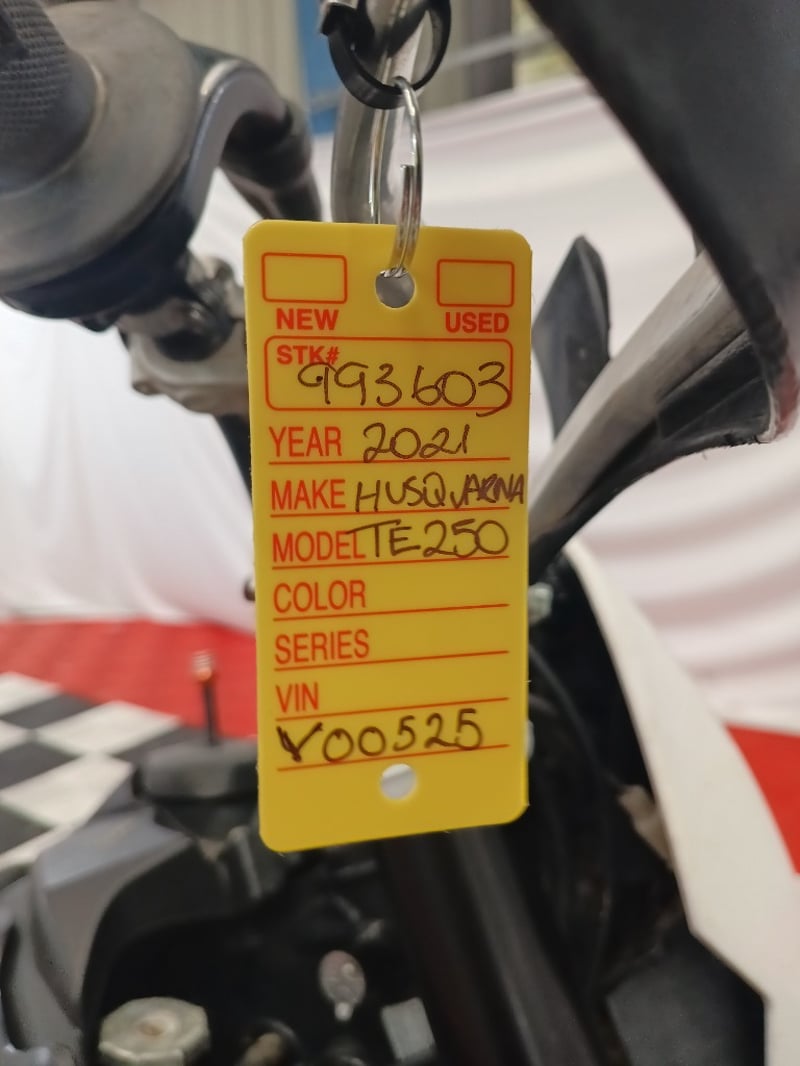 NEW USED
STK#
993603
YEAR 2021
MAKE HUSQVARNA
MODEL TE250
COLOR
SERIES
VIN
V00525